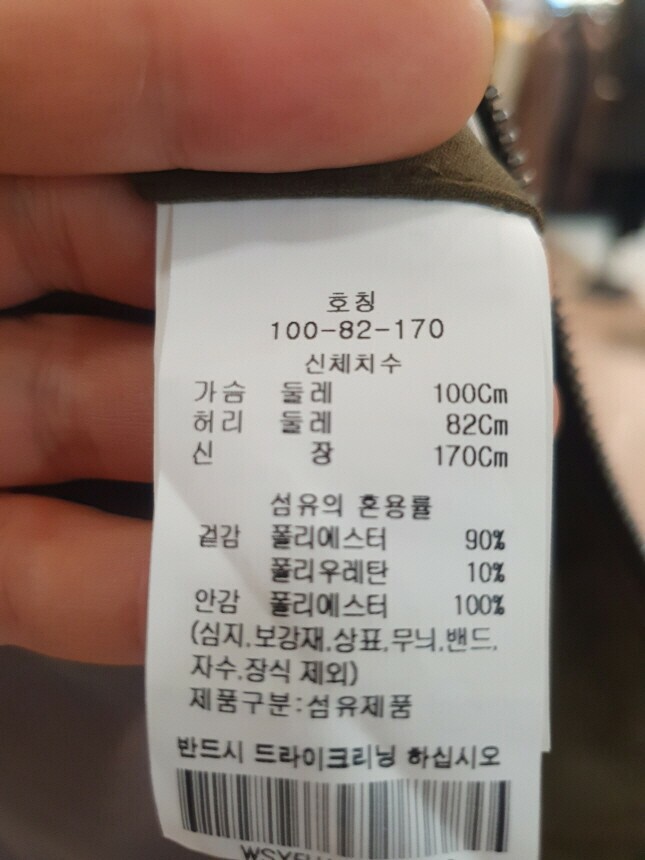 호칭
100-82-170
신체치수
가슴 둘레 100Cm
허리 둘레 82Cm
신 장 170Cm
섬유의 혼용률
겉감 폴리에스터 90%
폴리우레탄 10%
안감 폴리에스터 100%
(심지,보강재,상표,무늬,밴드,
자수,장식 제외)
제품구분:섬유제품
반드시 드라이크리닝 하십시오